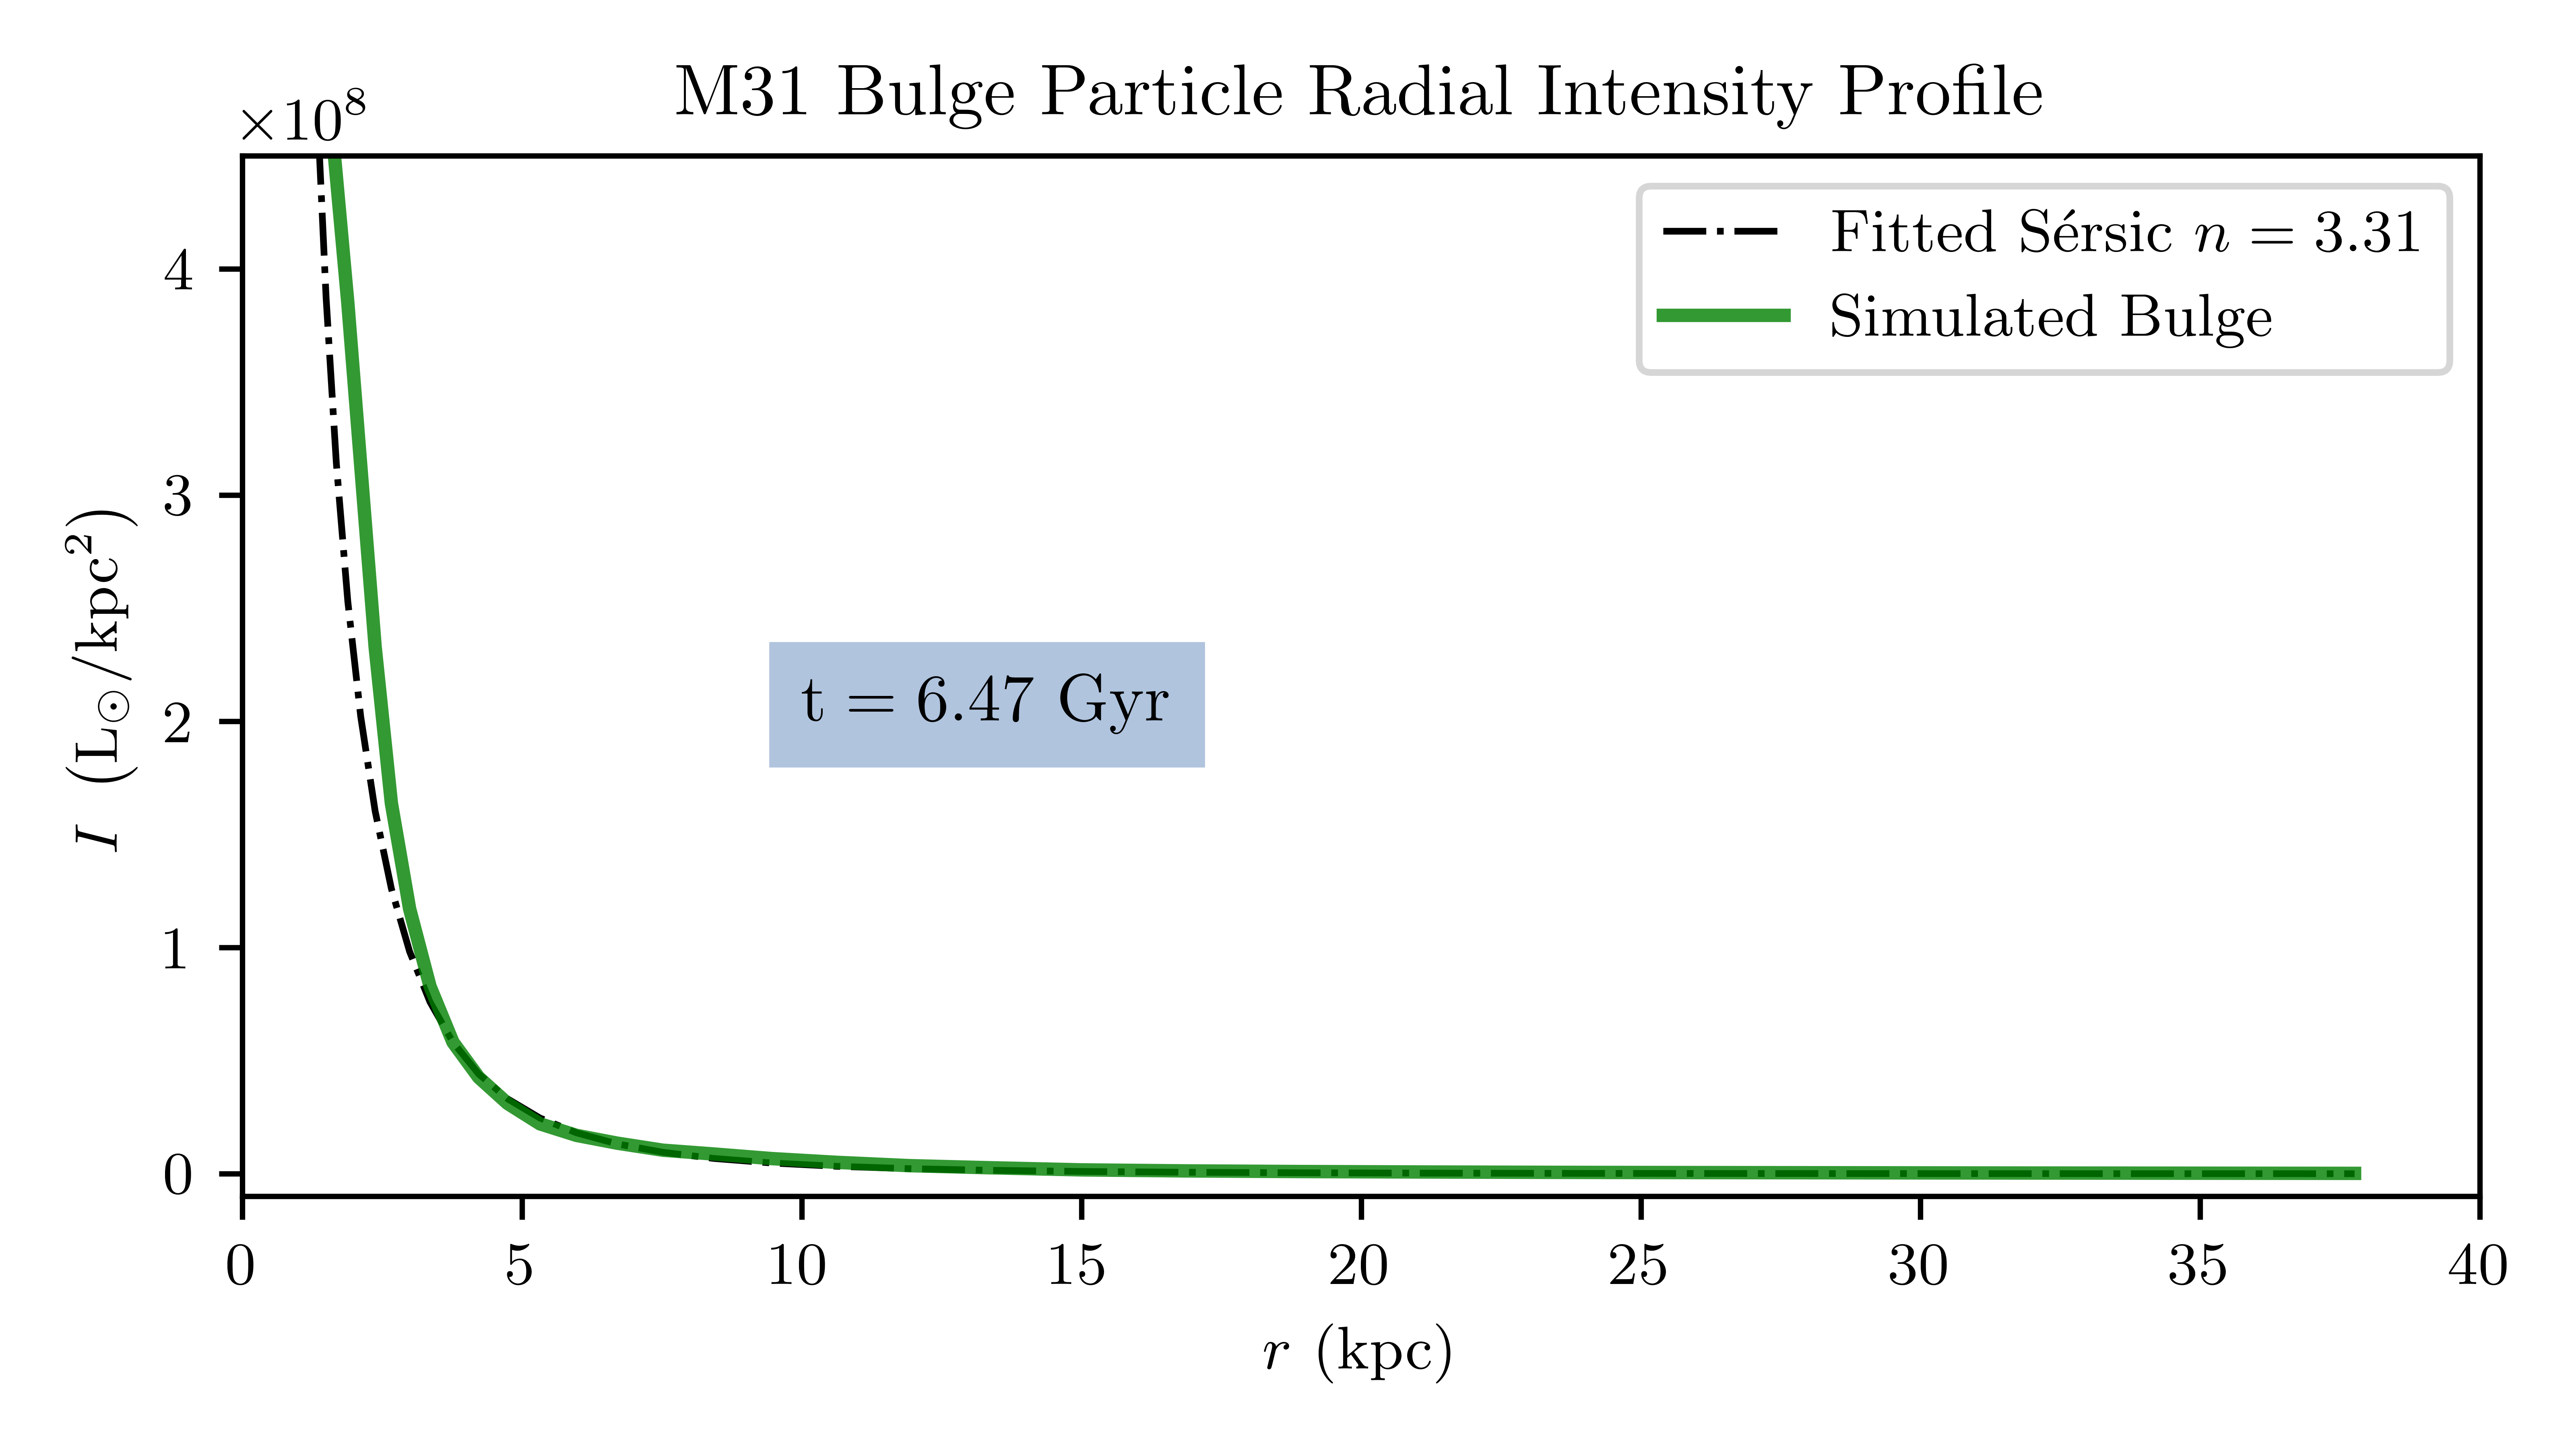 M31 Bulge Particle Radial Intensity Profile
×10⁸
Fitted Sérsic n = 3.31
Simulated Bulge
4
3
2
1
0
I (L⊙/kpc²)
t = 6.47 Gyr
0 5 10 15 20 25 30 35 40
r (kpc)